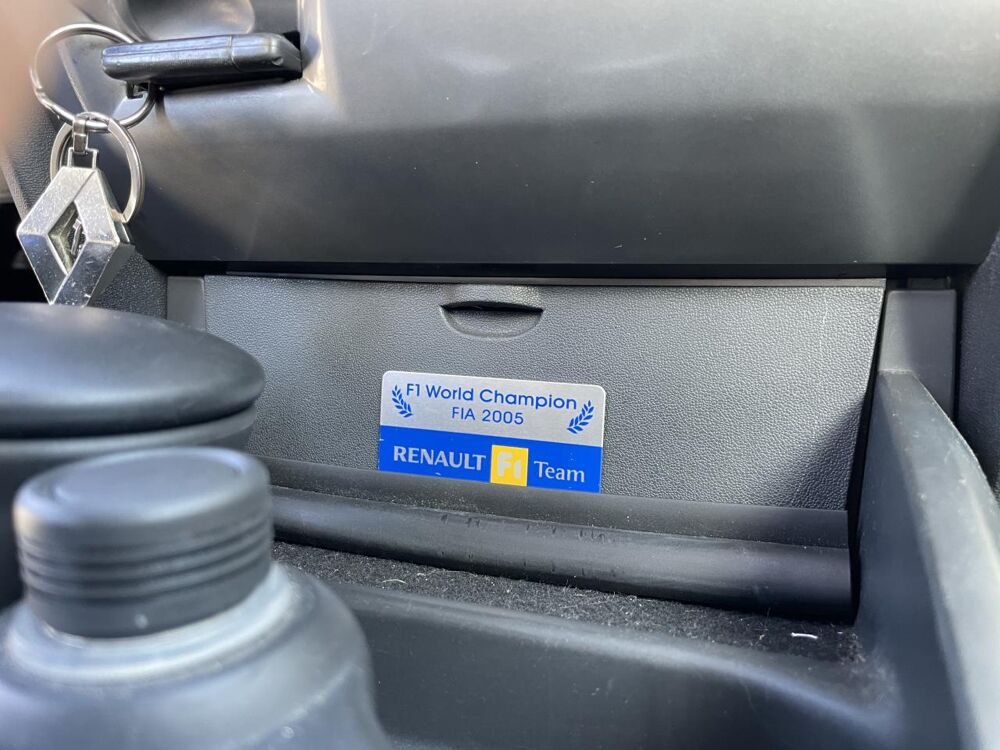 F1 World Champion
FIA 2005
RENAULT F1 Team